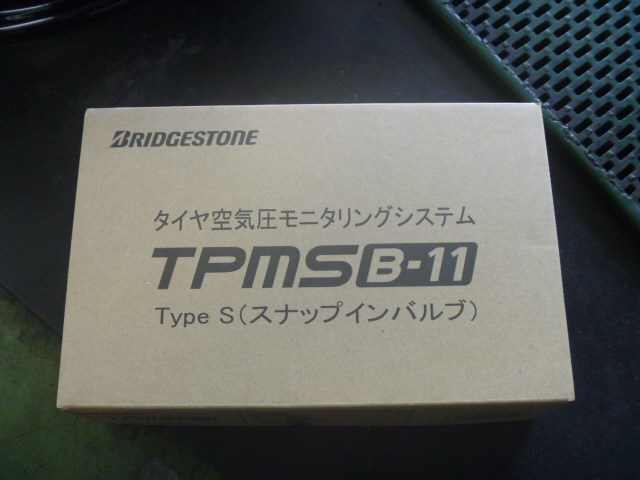 BRIDGESTONE
タイヤ空気圧モニタリングシステム
TPMS B-11
Type S(スナップインバルブ)